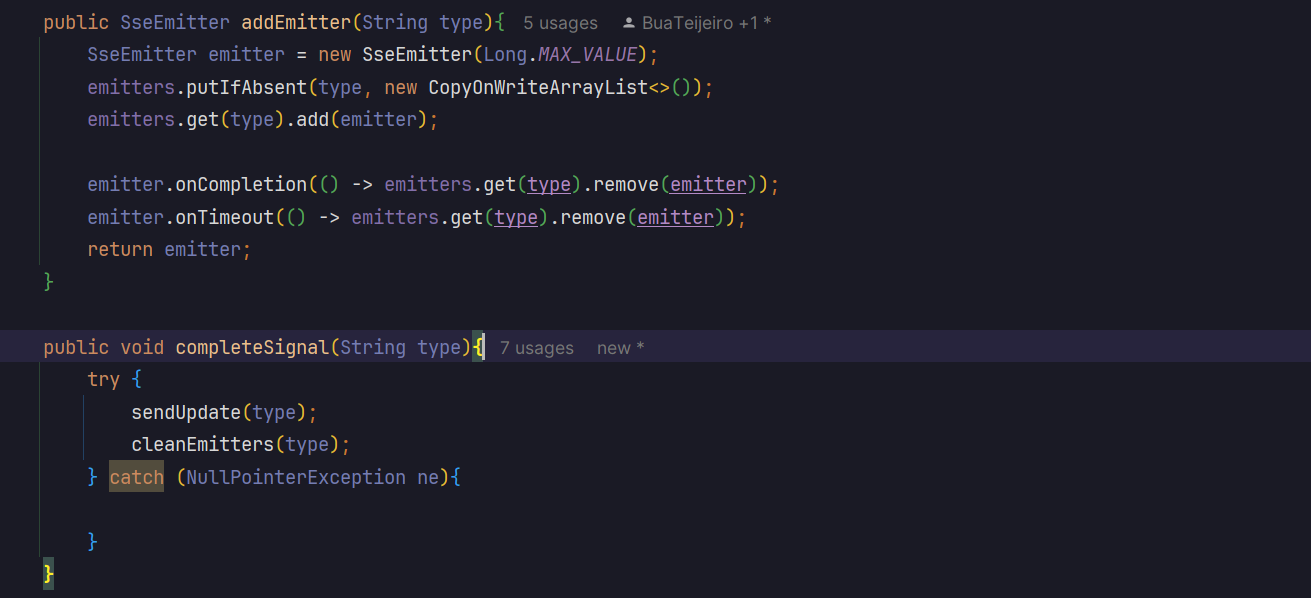 public SseEmitter addEmitter(String type){ 5 usages BuaTeijeiro +1 *
SseEmitter emitter = new SseEmitter(Long.MAX_VALUE);
emitters.putIfAbsent(type, new CopyOnWriteArrayList<>());
emitters.get(type).add(emitter);
emitter.onCompletion(() -> emitters.get(type).remove(emitter));
emitter.onTimeout(() -> emitters.get(type).remove(emitter));
return emitter;
}
public void completeSignal(String type){ 7 usages new *
try {
sendUpdate(type);
cleanEmitters(type);
} catch (NullPointerException ne){
}
}